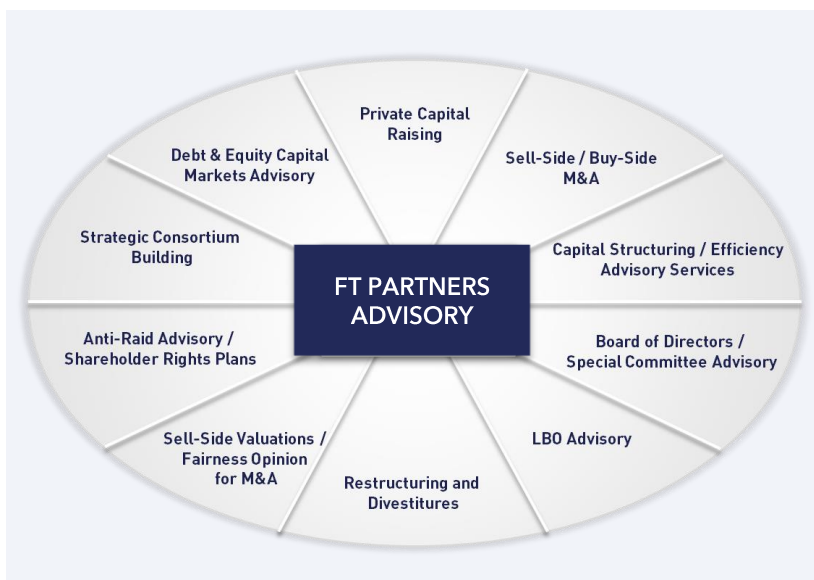 Private Capital
Raising
Sell-Side / Buy-Side
M&A
Capital Structuring / Efficiency
Advisory Services
Board of Directors /
Special Committee Advisory
LBO Advisory
Restructuring and
Divestitures
Sell-Side Valuations /
Fairness Opinion
for M&A
Anti-Raid Advisory /
Shareholder Rights Plans
Strategic Consortium
Building
Debt & Equity Capital
Markets Advisory
FT PARTNERS
ADVISORY